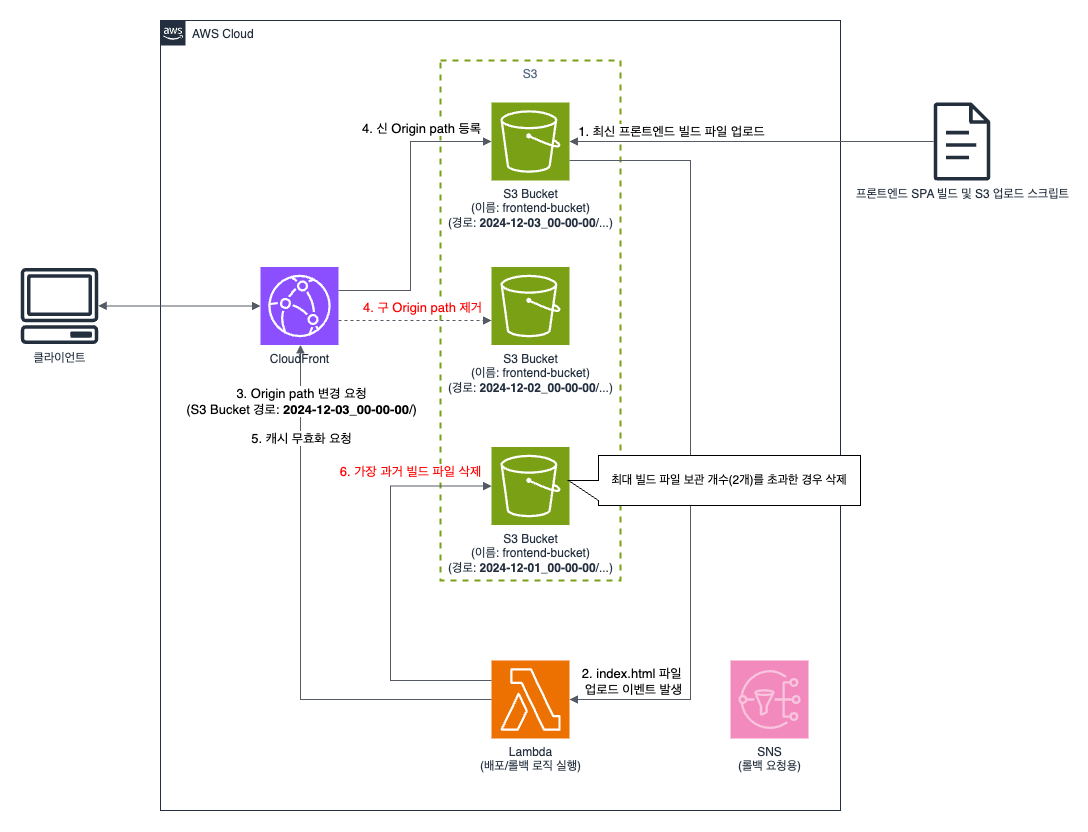 aws
AWS Cloud
S3
4. 신 Origin path 등록
1. 최신 프론트엔드 빌드 파일 업로드
프론트엔드 SPA 빌드 및 S3 업로드 스크립트
S3 Bucket
(이름: frontend-bucket)
(경로: 2024-12-03_00-00-00/...)
4. 구 Origin path 제거
클라이언트
CloudFront
S3 Bucket
(이름: frontend-bucket)
(경로: 2024-12-02_00-00-00/...)
3. Origin path 변경 요청
(S3 Bucket 경로: 2024-12-03_00-00-00/)
5. 캐시 무효화 요청
6. 가장 과거 빌드 파일 삭제
최대 빌드 파일 보관 개수(2개)를 초과한 경우 삭제
S3 Bucket
(이름: frontend-bucket)
(경로: 2024-12-01_00-00-00/...)
2. index.html 파일
업로드 이벤트 발생
Lambda
(배포/롤백 로직 실행)
SNS
(롤백 요청용)